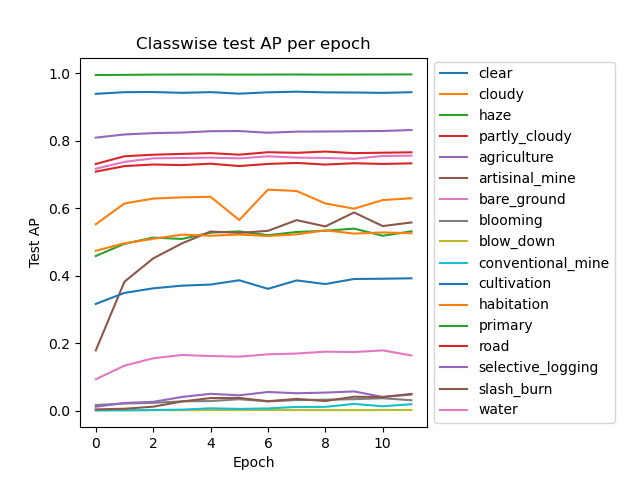 Classwise test AP per epoch
1.0
0.8
0.6
0.4
0.2
0.0
Test AP
0 2 4 6 8 10
Epoch
clear
cloudy
haze
partly_cloudy
agriculture
artisinal_mine
bare_ground
blooming
blow_down
conventional_mine
cultivation
habitation
primary
road
selective_logging
slash_burn
water